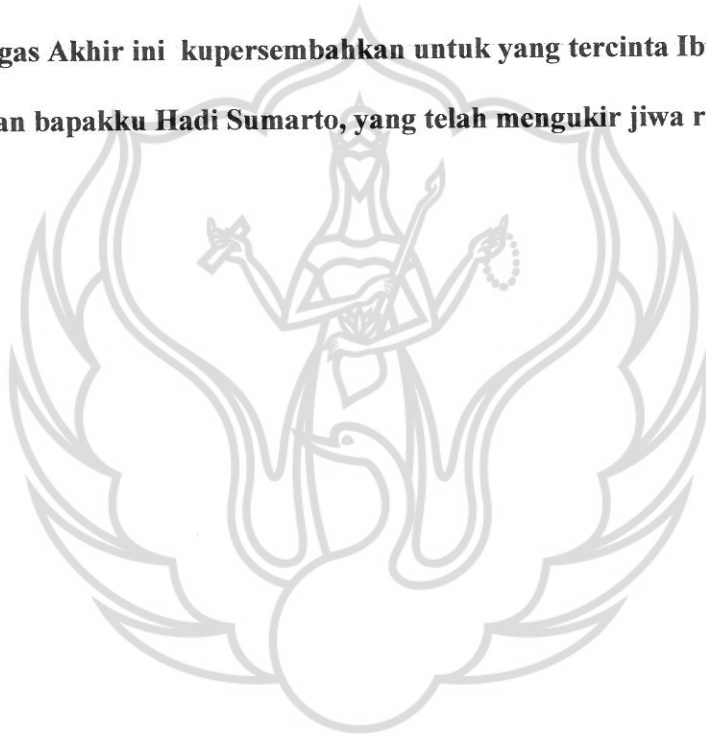 gas Akhir ini kupersembahkan untuk yang tercinta Ib
an bapakku Hadi Sumarto, yang telah mengukir jiwa r